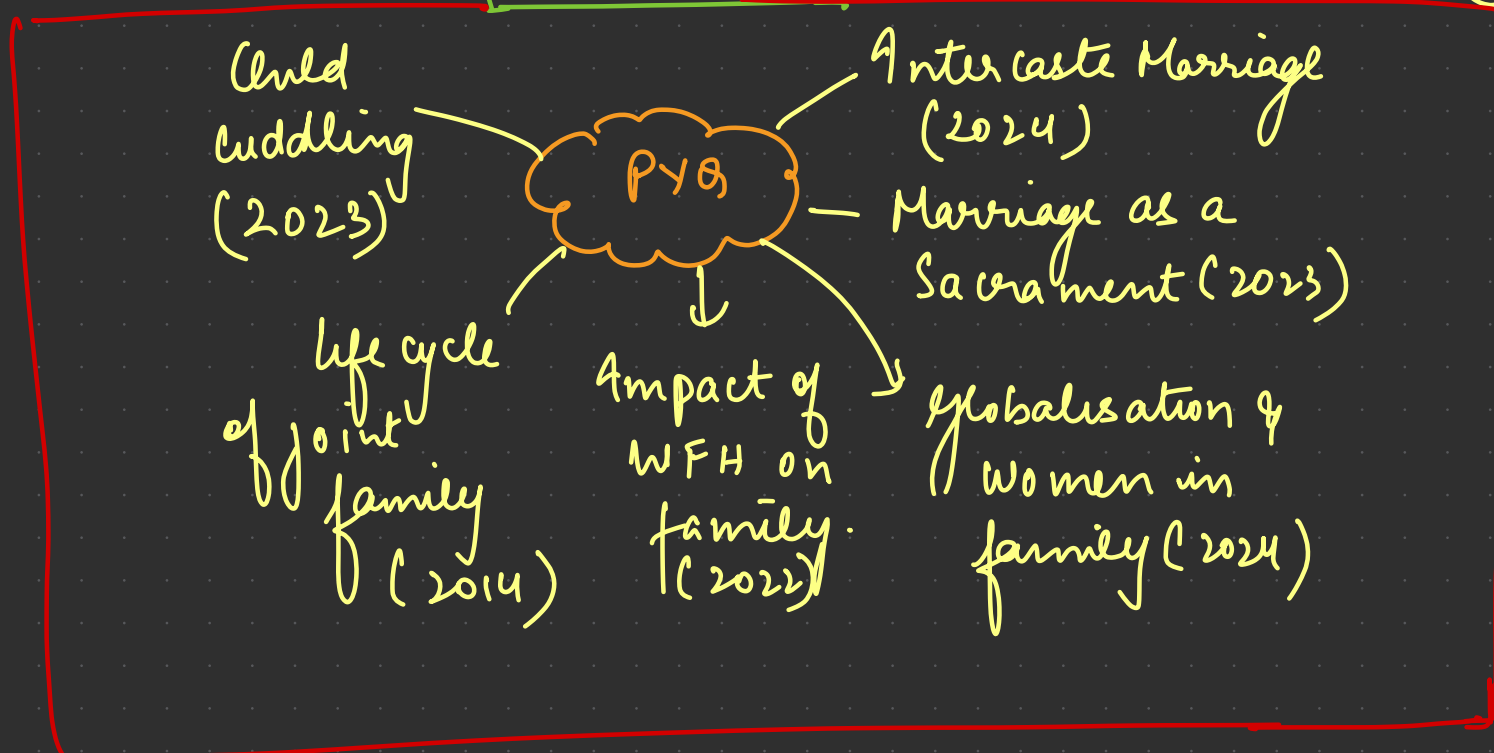 PYQ
Child
cuddling
(2023)
Intercaste Marriage
(2024)
Marriage as a
Sacrament (2023)
life cycle
of joint
family
(2014)
Impact of
WFH on
family.
(2022)
Globalisation &
women in
family (2024)